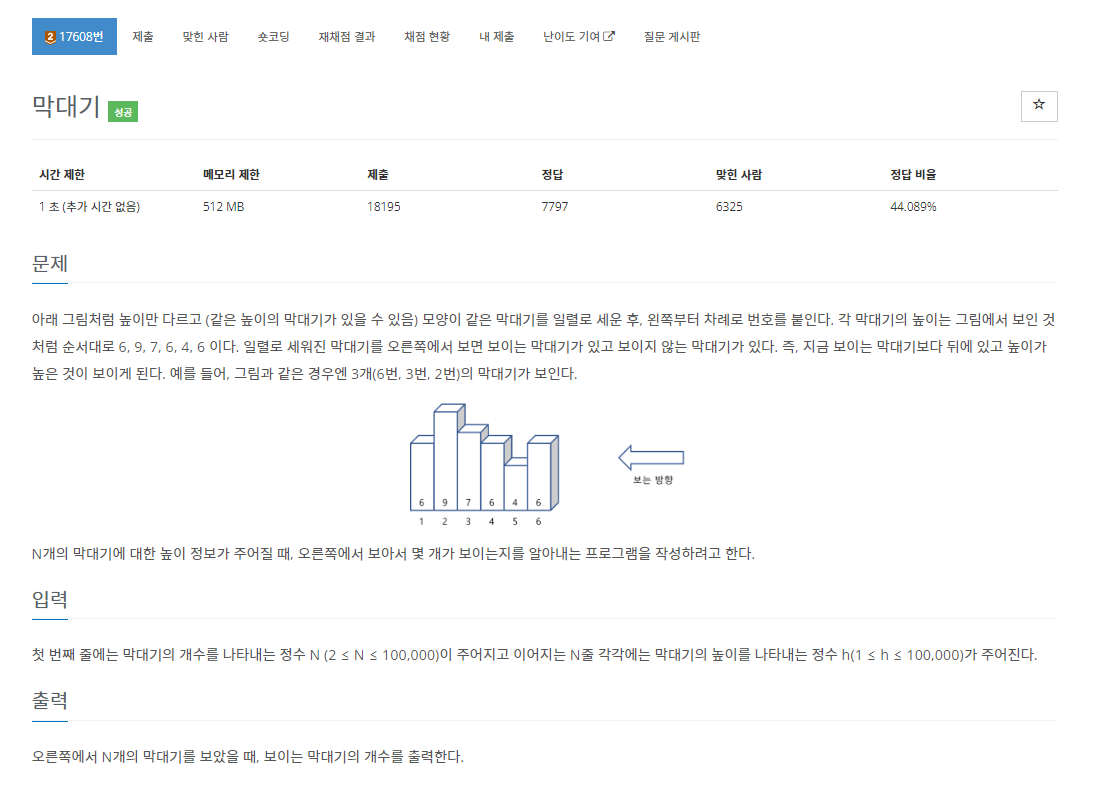 2 17608번 제출 맞힌 사람 숏코딩 재채점 결과 채점 현황 내 제출 난이도 기여 질문 게시판
막대기 성공
시간 제한 메모리 제한 제출 정답 맞힌 사람 정답 비율
1 초 (추가 시간 없음) 512 MB 18195 7797 6325 44.089%
문제
아래 그림처럼 높이만 다르고 (같은 높이의 막대기가 있을 수 있음) 모양이 같은 막대기를 일렬로 세운 후, 왼쪽부터 차례로 번호를 붙인다. 각 막대기의 높이는 그림에서 보인 것
처럼 순서대로 6, 9, 7, 6, 4, 6 이다. 일렬로 세워진 막대기를 오른쪽에서 보면 보이는 막대기가 있고 보이지 않는 막대기가 있다. 즉, 지금 보이는 막대기보다 뒤에 있고 높이가
높은 것이 보이게 된다. 예를 들어, 그림과 같은 경우엔 3개(6번, 3번, 2번)의 막대기가 보인다.
보는 방향
6 9 7 6 4 6
1 2 3 4 5 6
N개의 막대기에 대한 높이 정보가 주어질 때, 오른쪽에서 보아서 몇 개가 보이는지를 알아내는 프로그램을 작성하려고 한다.
입력
첫 번째 줄에는 막대기의 개수를 나타내는 정수 N (2 ≤ N ≤ 100,000)이 주어지고 이어지는 N줄 각각에는 막대기의 높이를 나타내는 정수 h(1 ≤ h ≤ 100,000)가 주어진다.
출력
오른쪽에서 N개의 막대기를 보았을 때, 보이는 막대기의 개수를 출력한다.